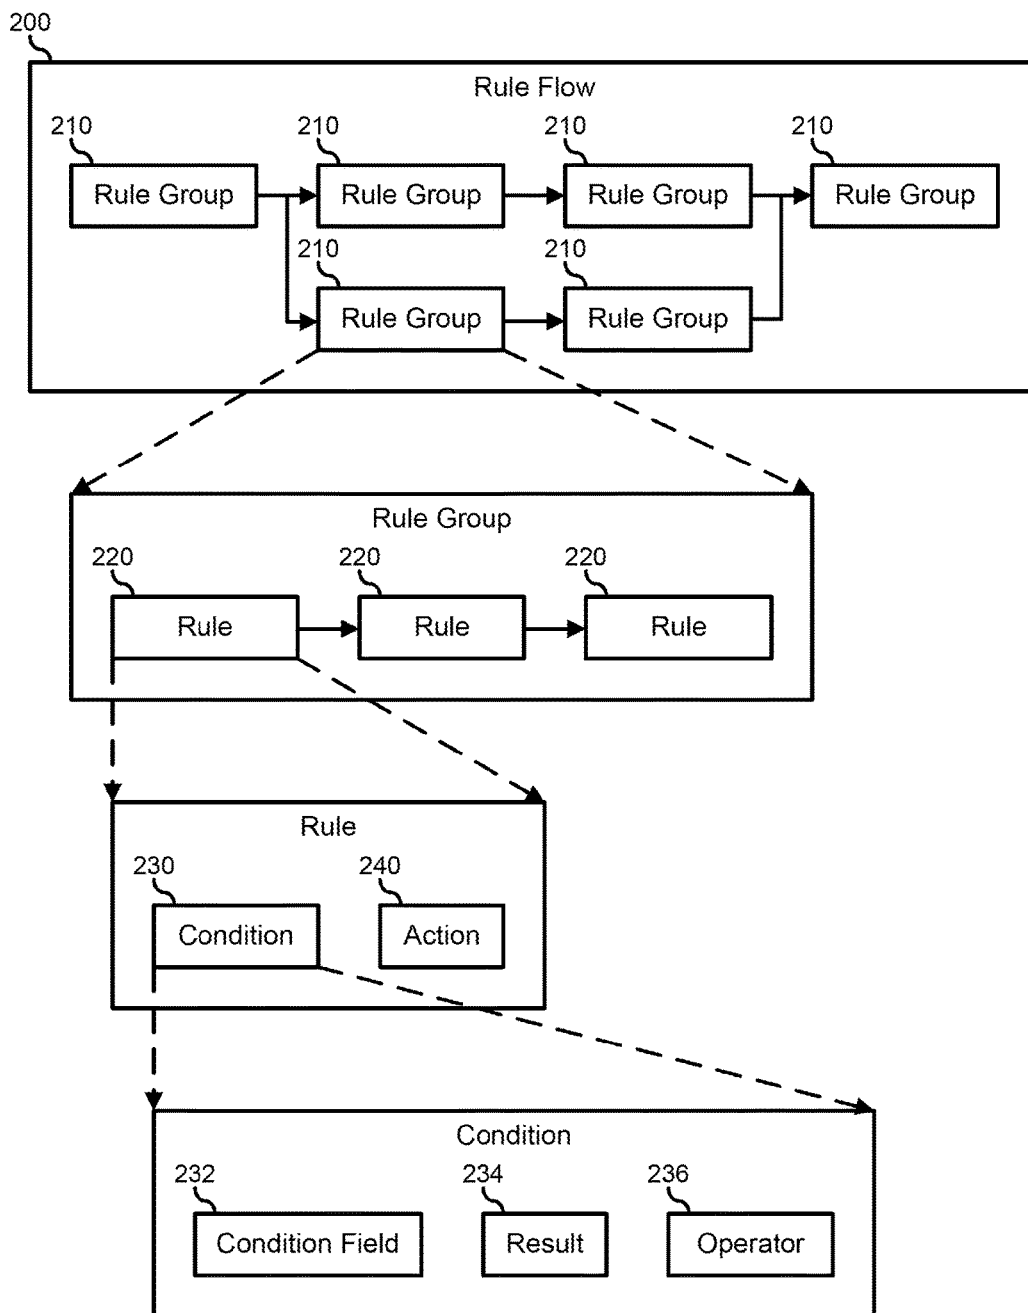 200
Rule Flow
210 210 210 210
Rule Group Rule Group Rule Group Rule Group
210 210
Rule Group Rule Group
Rule Group
220 220 220
Rule Rule Rule
Rule
230 240
Condition Action
Condition
232 234 236
Condition Field Result Operator